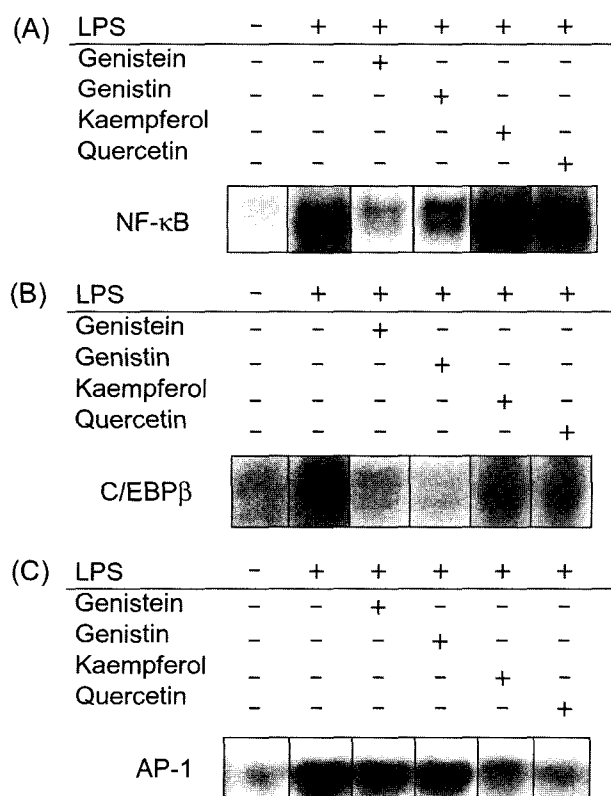 (A) LPS - + + + + +
Genistein - - + - - -
Genistin - - - + - -
Kaempferol - - - - + -
Quercetin - - - - - +
NF-κB
(B) LPS - + + + + +
Genistein - - + - - -
Genistin - - - + - -
Kaempferol - - - - + -
Quercetin - - - - - +
C/EBPβ
(C) LPS - + + + + +
Genistein - - + - - -
Genistin - - - + - -
Kaempferol - - - - + -
Quercetin - - - - - +
AP-1